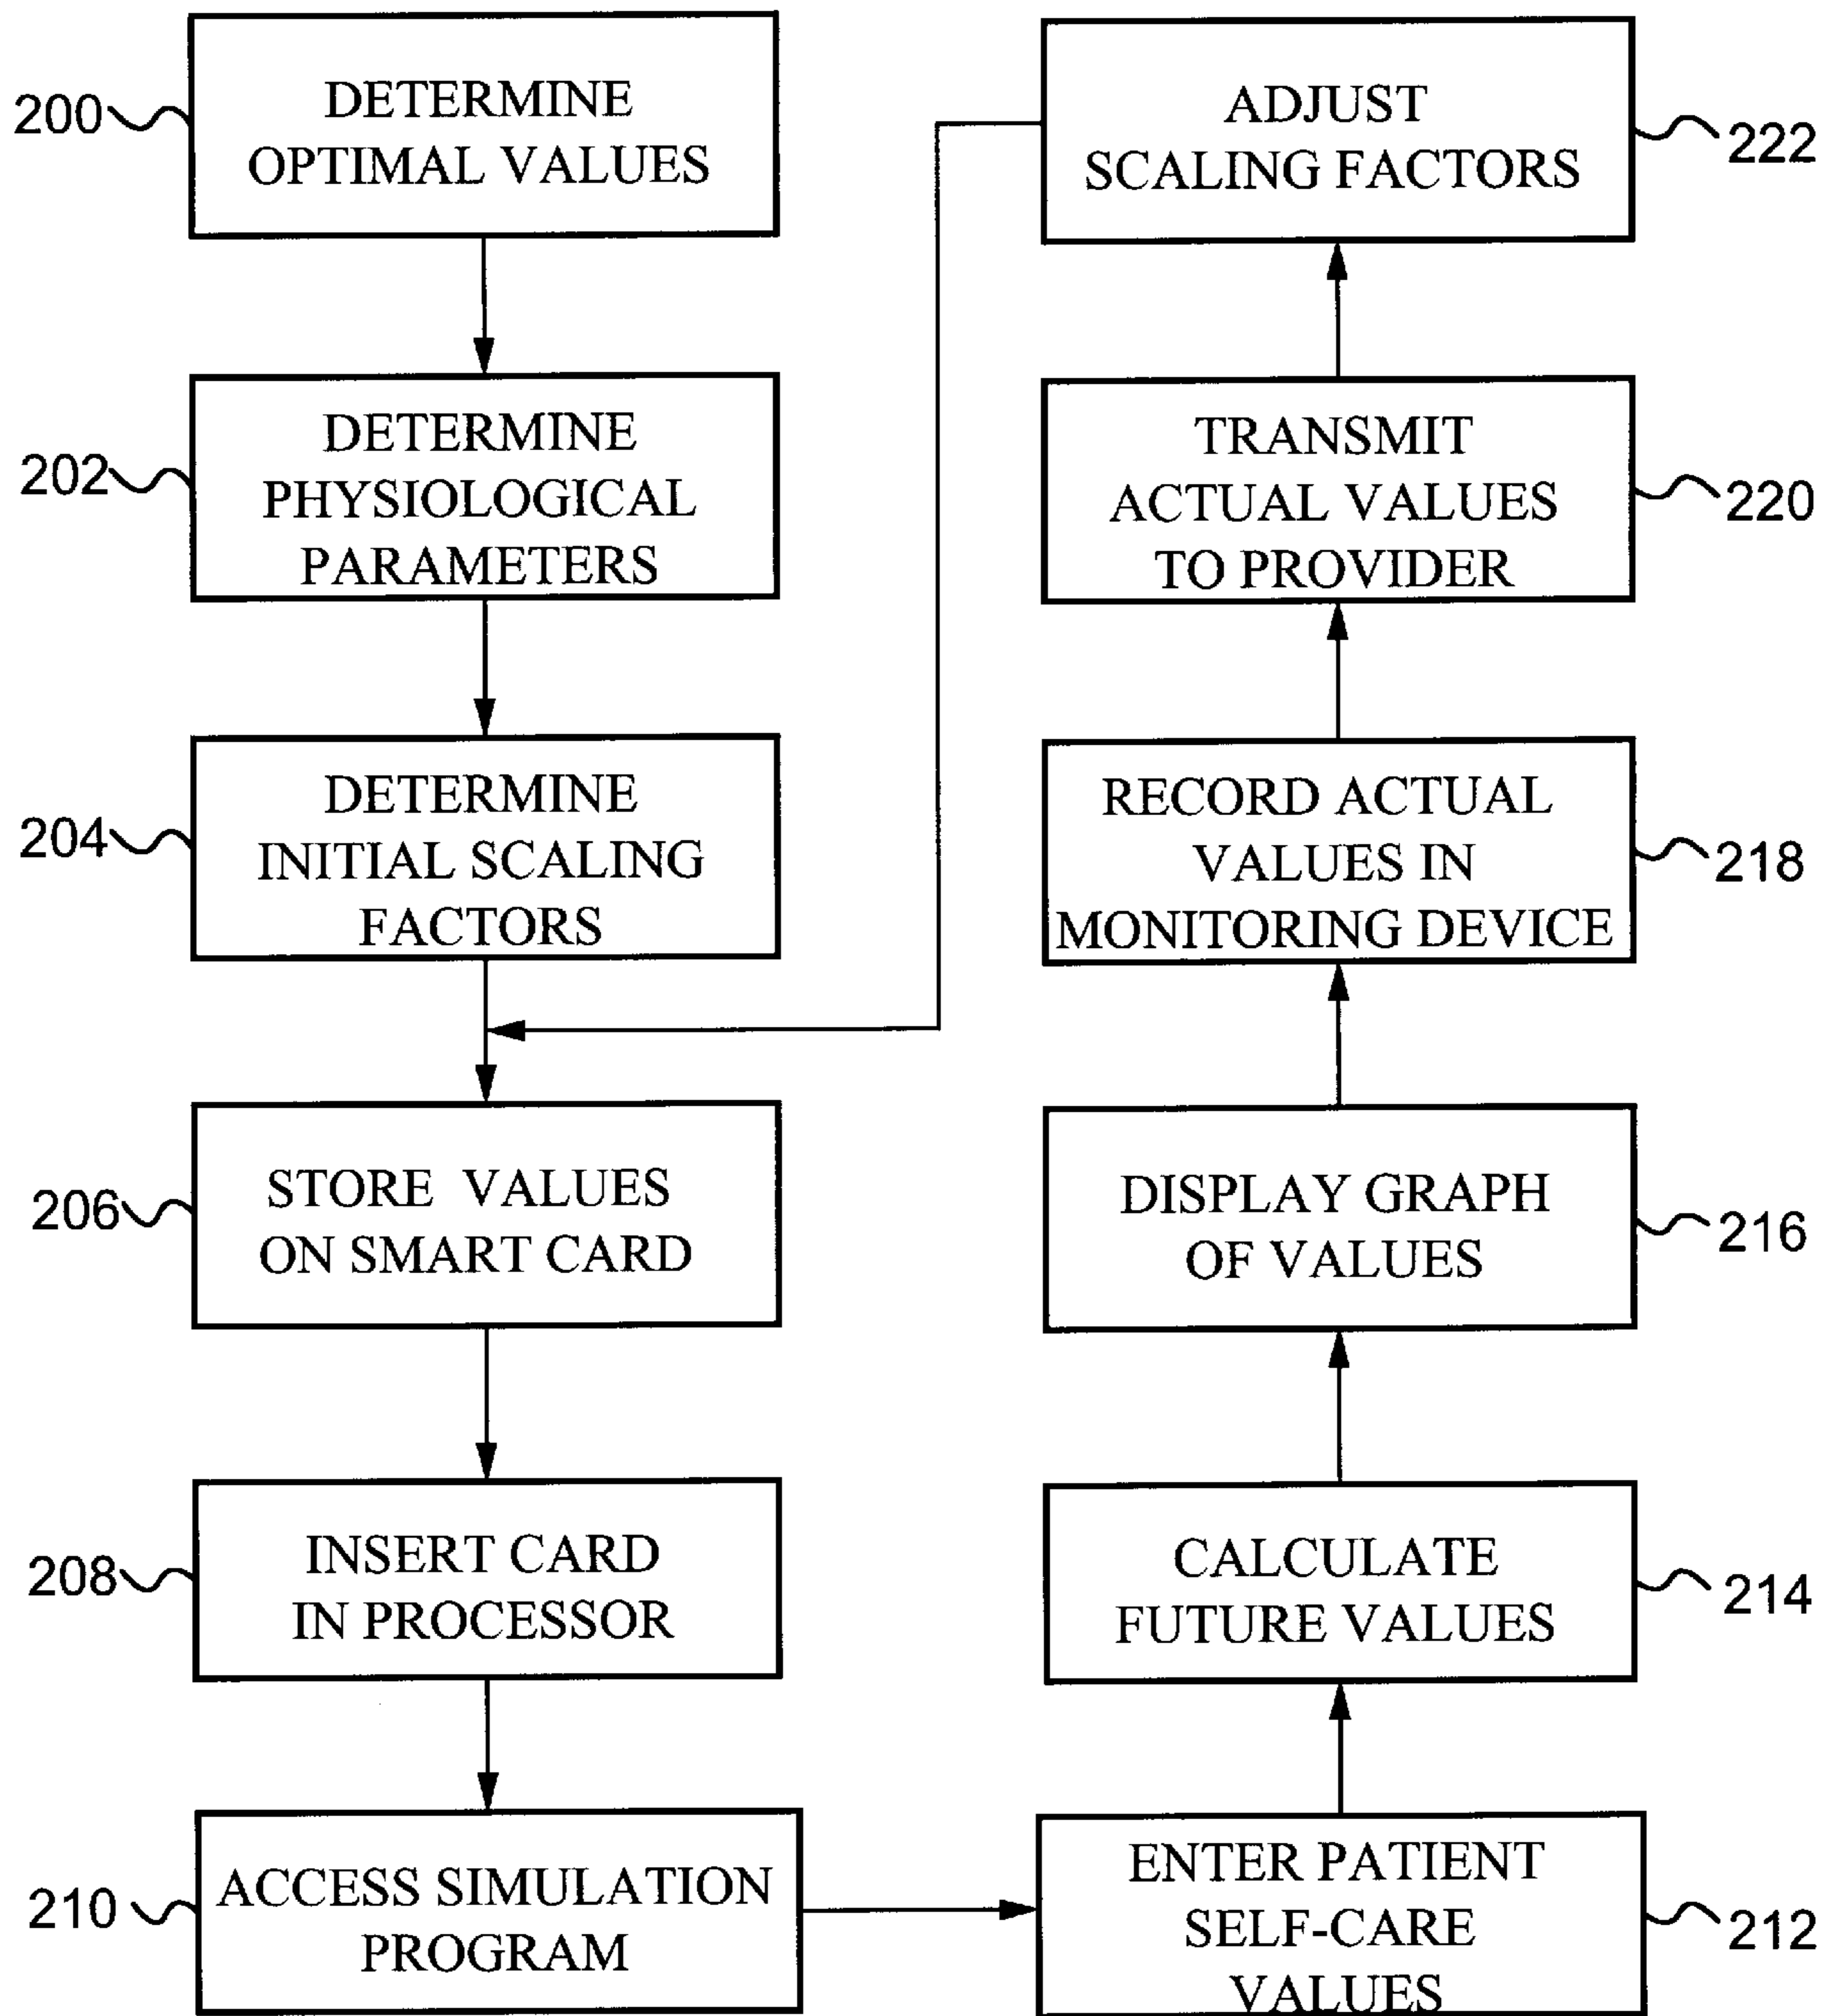 200
DETERMINE
OPTIMAL VALUES
202
DETERMINE
PHYSIOLOGICAL
PARAMETERS
204
DETERMINE
INITIAL SCALING
FACTORS
206
STORE VALUES
ON SMART CARD
208
INSERT CARD
IN PROCESSOR
210
ACCESS SIMULATION
PROGRAM
ENTER PATIENT
SELF-CARE
VALUES
212
CALCULATE
FUTURE VALUES
214
DISPLAY GRAPH
OF VALUES
216
RECORD ACTUAL
VALUES IN
MONITORING DEVICE
218
TRANSMIT
ACTUAL VALUES
TO PROVIDER
220
ADJUST
SCALING FACTORS
222